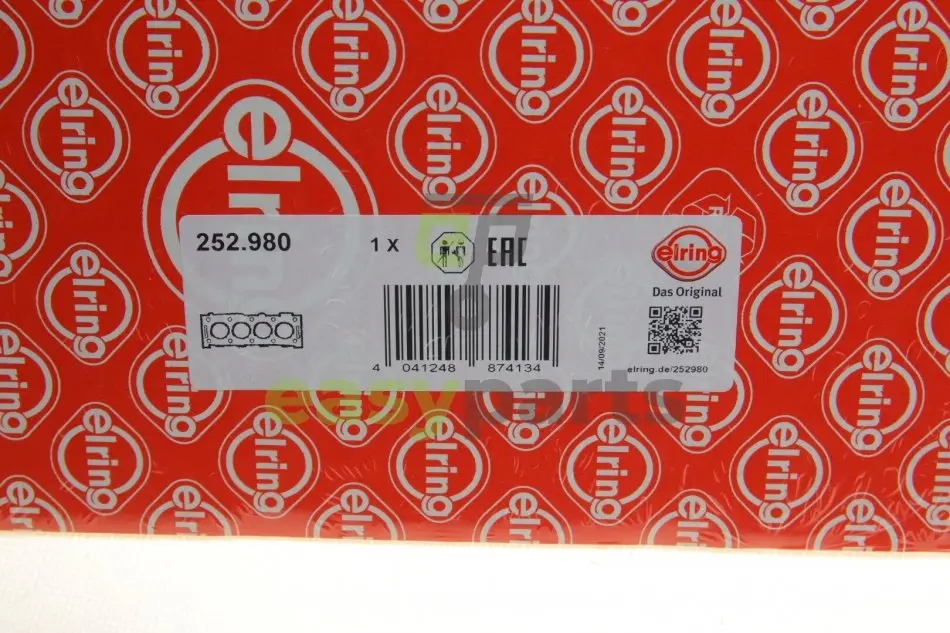 elring
252.980
1 X
EAC
elring
Das Original
4 041248 874134
14/09/2021
elring.de/252980
easyparts